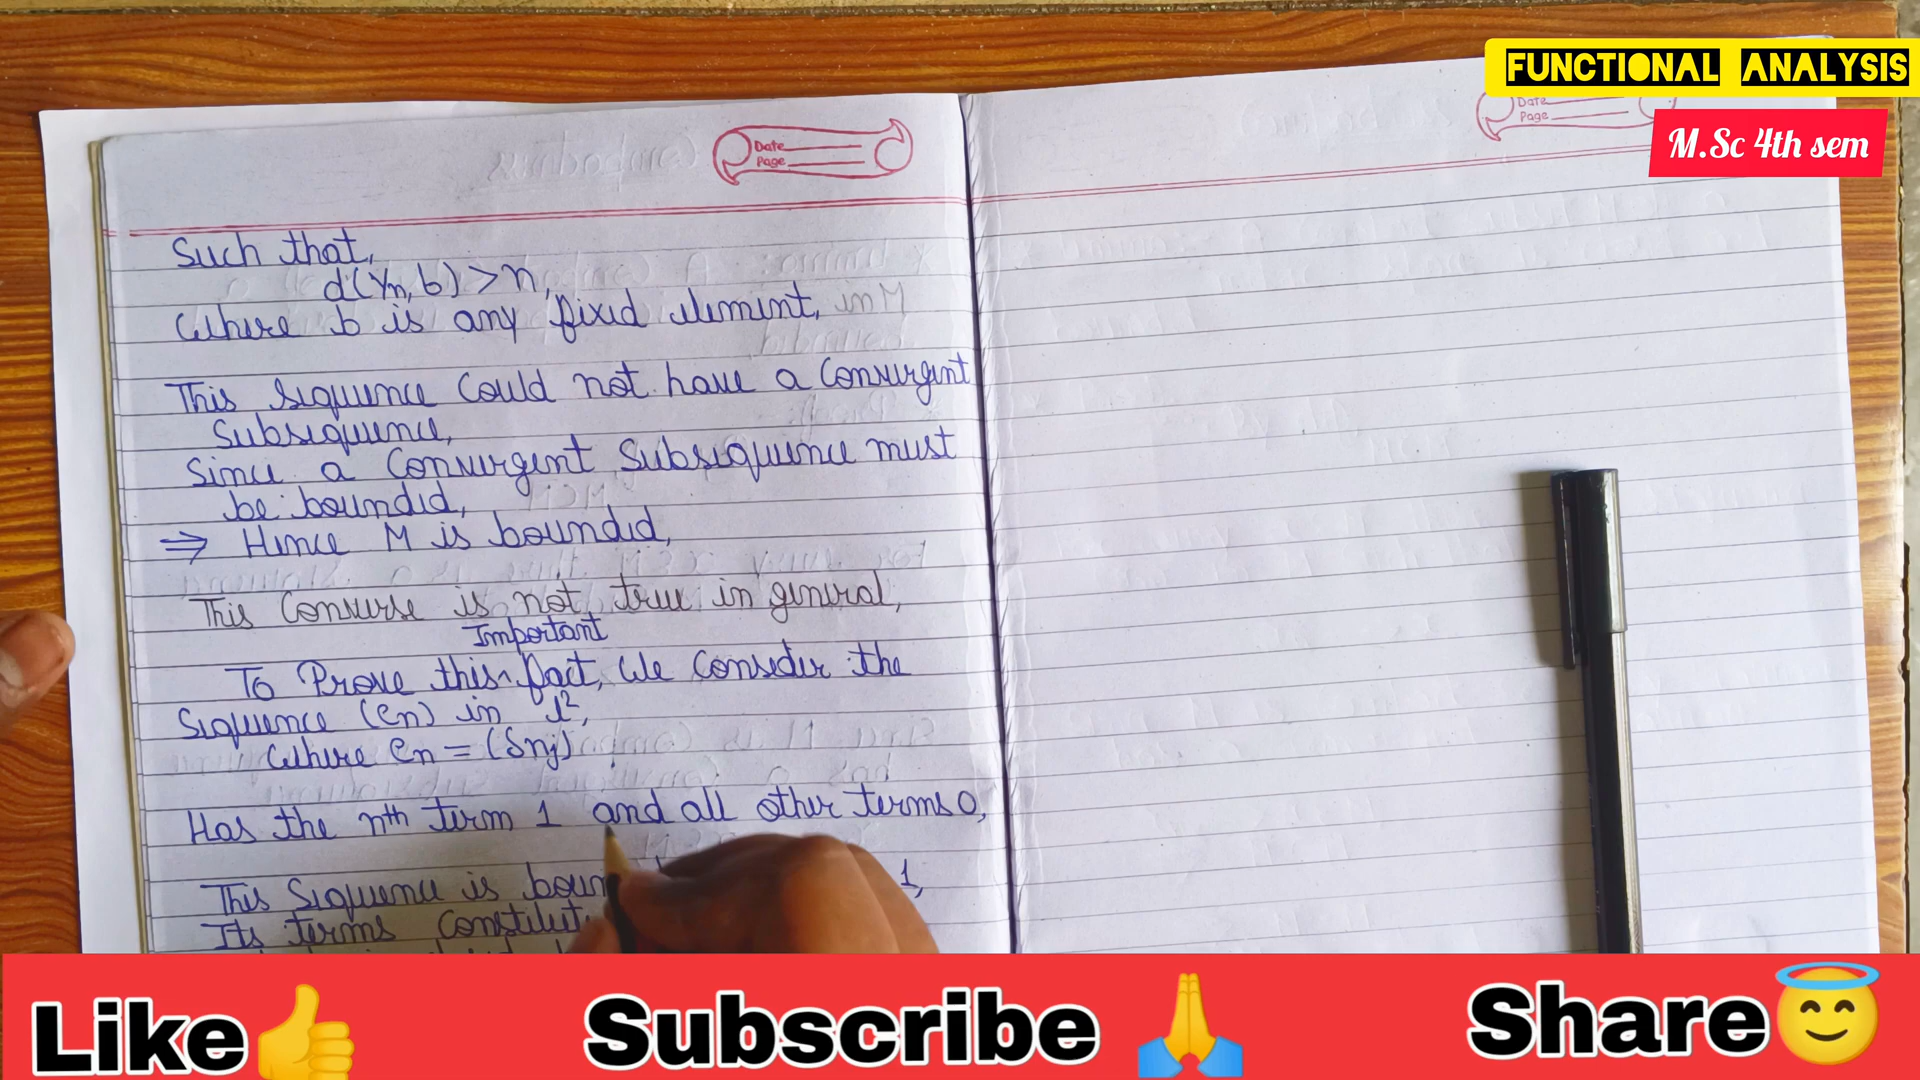 FUNCTIONAL ANALYSIS
M.Sc 4th sem
Date
Page
Date
Page
Such that,
d(Yn, b) > n,
Where b is any fixed element,
This Sequence Could not have a Convergent
Subsequence,
Since a Convergent Subsequence must
be bounded,
⇒ Hence M is bounded,
This Converse is not true in general,
Important
To Prove this ^ fact, We Consider the
Sequence (en) in l²,
Where en = (δnj)
Has the nth term 1 and all other terms 0,
This Sequence is 1,
Its terms
Like👍
Subscribe 🙏
Share😇